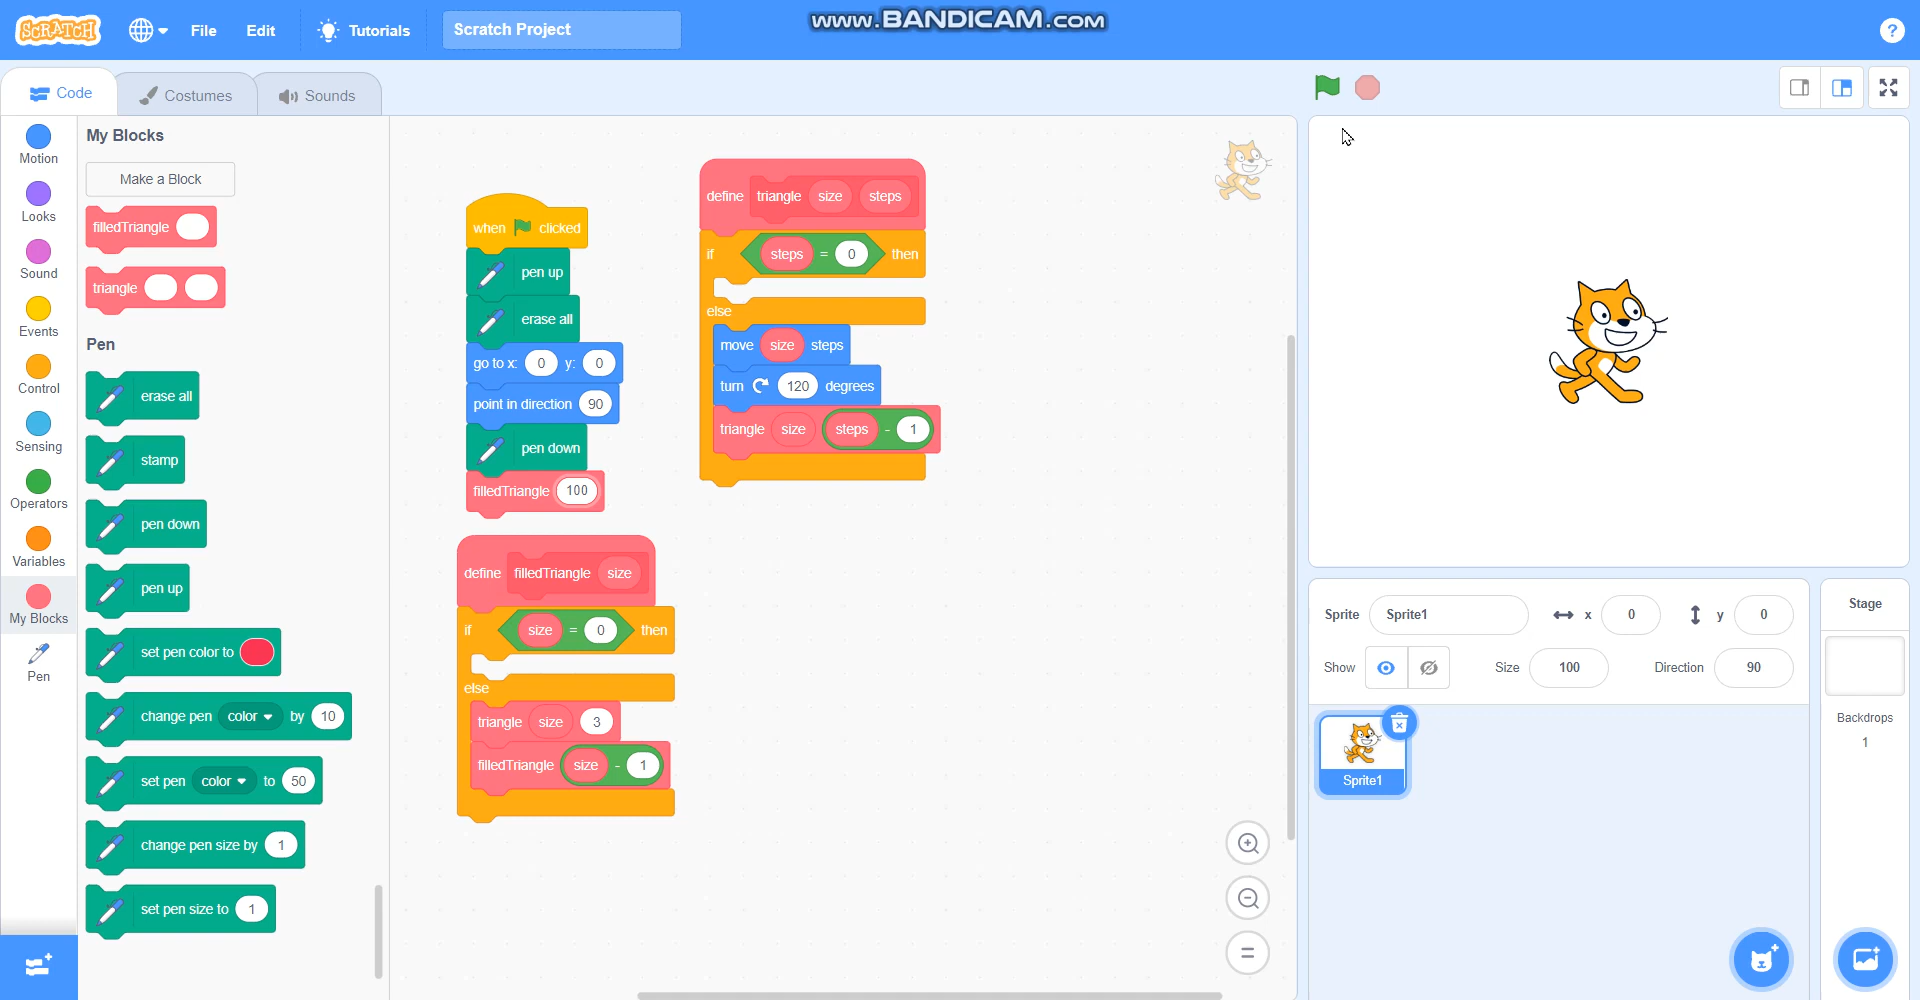 SCRATCH
File
Edit
Tutorials
Scratch Project
www.BANDICAM.com
?
Code
Costumes
Sounds
Motion
Looks
Sound
Events
Control
Sensing
Operators
Variables
My Blocks
Pen
My Blocks
Make a Block
filledTriangle
triangle
Pen
erase all
stamp
pen down
pen up
set pen color to
change pen color by 10
set pen color to 50
change pen size by 1
set pen size to 1
when clicked
pen up
erase all
go to x: 0 y: 0
point in direction 90
pen down
filledTriangle 100
define filledTriangle size
if size = 0 then
else
triangle size 3
filledTriangle size - 1
define triangle size steps
if steps = 0 then
else
move size steps
turn 120 degrees
triangle size steps - 1
Sprite Sprite1 x 0 y 0
Show Size 100 Direction 90
Sprite1
Stage
Backdrops
1